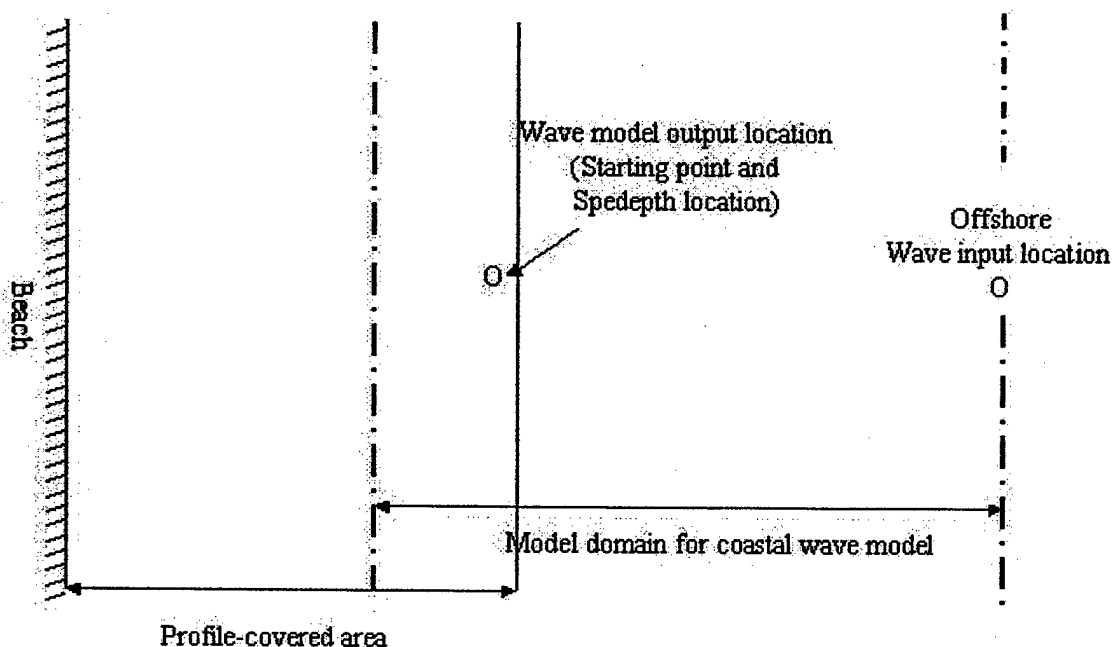 Wave model output location
(Starting point and
Spedepth location)
O
Offshore
Wave input location
O
Beach
Model domain for coastal wave model
Profile-covered area